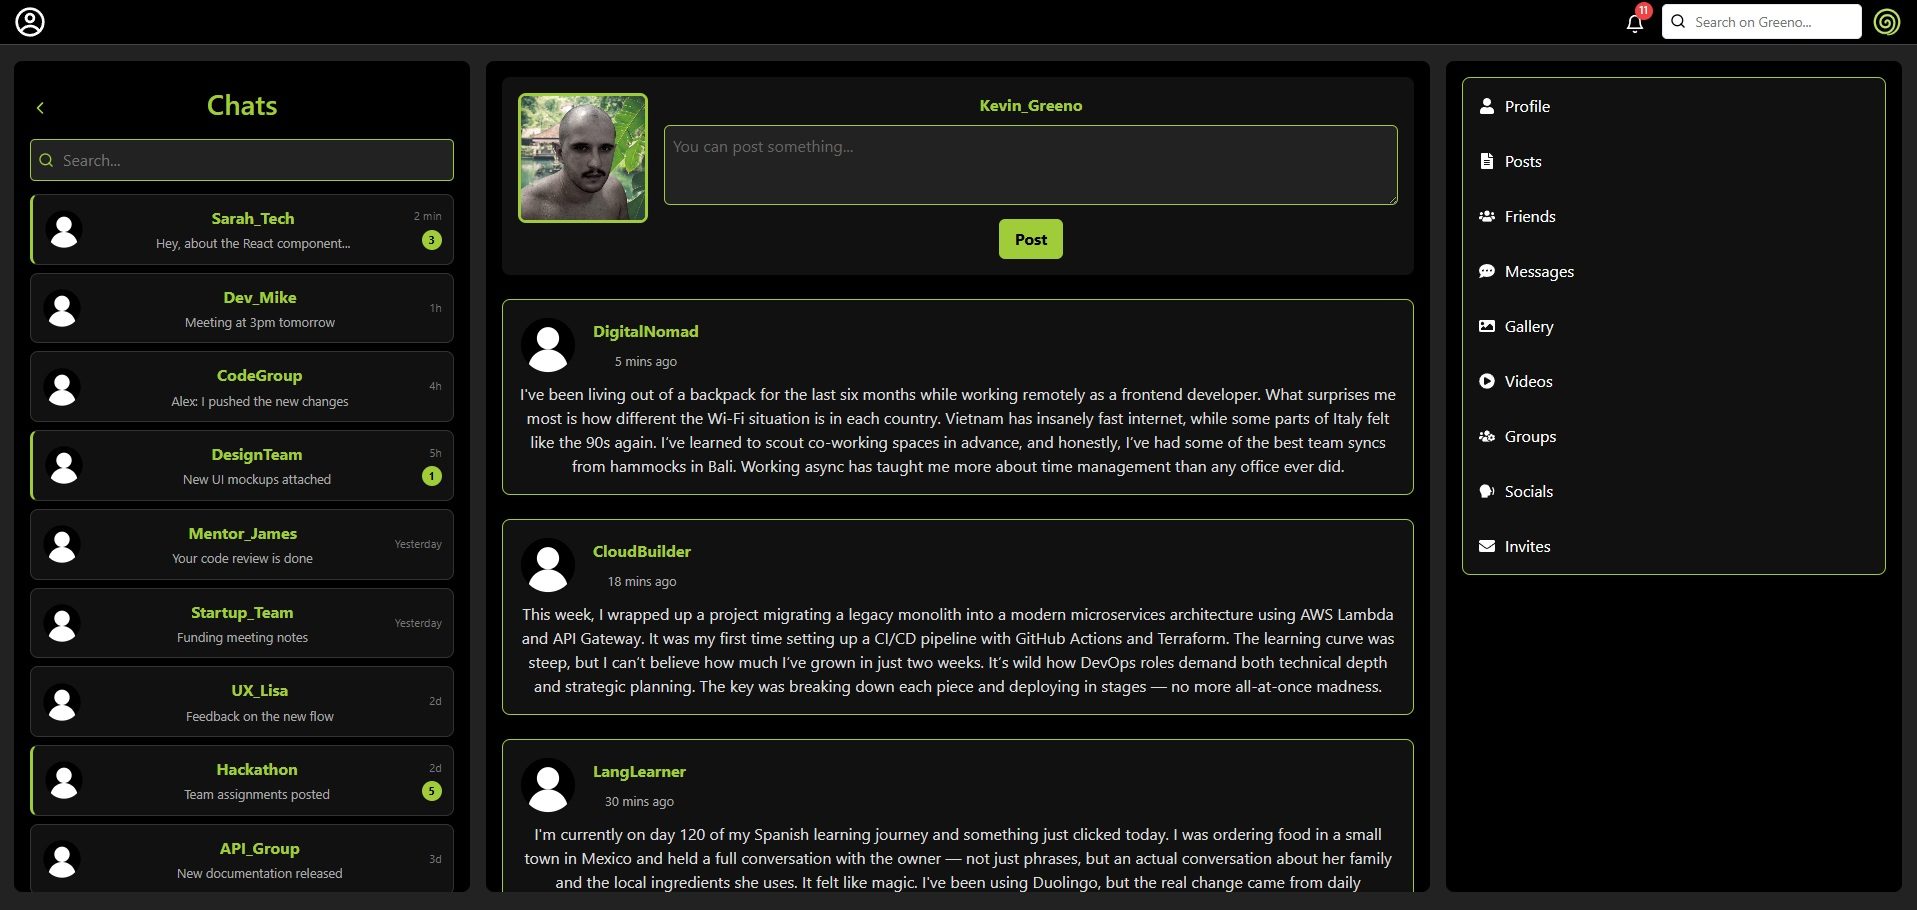 11
Search on Greeno...
Chats
Search...
Sarah_Tech
2 min
Hey, about the React component...
3
Dev_Mike
1h
Meeting at 3pm tomorrow
CodeGroup
4h
Alex: I pushed the new changes
DesignTeam
5h
New UI mockups attached
1
Mentor_James
Yesterday
Your code review is done
Startup_Team
Yesterday
Funding meeting notes
UX_Lisa
2d
Feedback on the new flow
Hackathon
2d
Team assignments posted
5
API_Group
3d
New documentation released
Kevin_Greeno
You can post something...
Post
DigitalNomad
5 mins ago
I've been living out of a backpack for the last six months while working remotely as a frontend developer. What surprises me
most is how different the Wi-Fi situation is in each country. Vietnam has insanely fast internet, while some parts of Italy felt
like the 90s again. I’ve learned to scout co-working spaces in advance, and honestly, I’ve had some of the best team syncs
from hammocks in Bali. Working async has taught me more about time management than any office ever did.
CloudBuilder
18 mins ago
This week, I wrapped up a project migrating a legacy monolith into a modern microservices architecture using AWS Lambda
and API Gateway. It was my first time setting up a CI/CD pipeline with GitHub Actions and Terraform. The learning curve was
steep, but I can’t believe how much I’ve grown in just two weeks. It’s wild how DevOps roles demand both technical depth
and strategic planning. The key was breaking down each piece and deploying in stages — no more all-at-once madness.
LangLearner
30 mins ago
I'm currently on day 120 of my Spanish learning journey and something just clicked today. I was ordering food in a small
town in Mexico and held a full conversation with the owner — not just phrases, but an actual conversation about her family
and the local ingredients she uses. It felt like magic. I've been using Duolingo, but the real change came from daily
Profile
Posts
Friends
Messages
Gallery
Videos
Groups
Socials
Invites